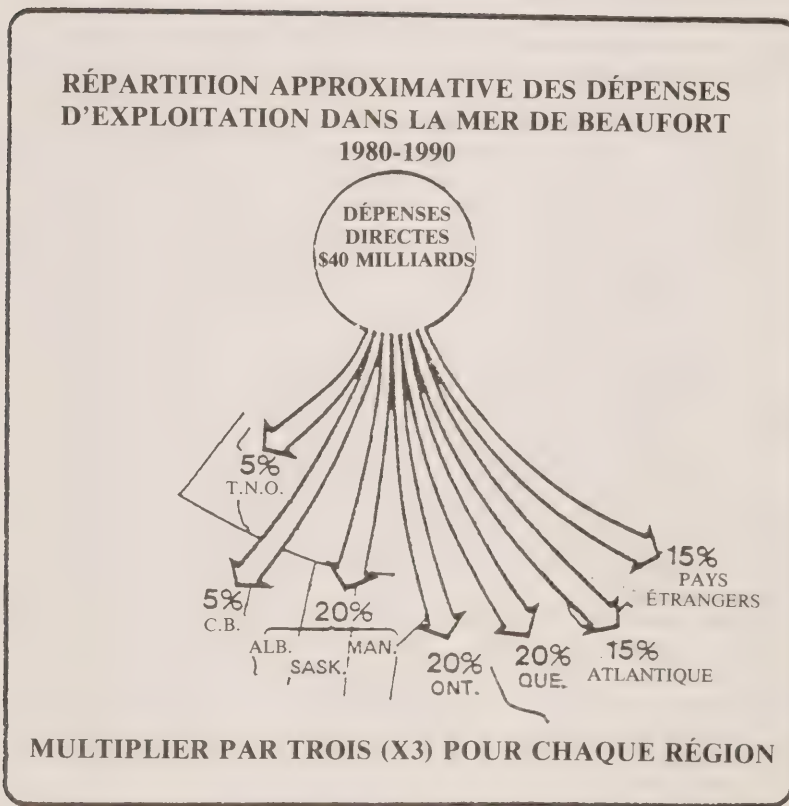 RÉPARTITION APPROXIMATIVE DES DÉPENSES
D'EXPLOITATION DANS LA MER DE BEAUFORT
1980-1990
DÉPENSES
DIRECTES
$40 MILLIARDS
5%
T.N.O.
5%
C.B.
20%
ALB.
SASK.
MAN.
20%
ONT.
20%
QUE.
15%
ATLANTIQUE
15%
PAYS
ÉTRANGERS
MULTIPLIER PAR TROIS (X3) POUR CHAQUE RÉGION